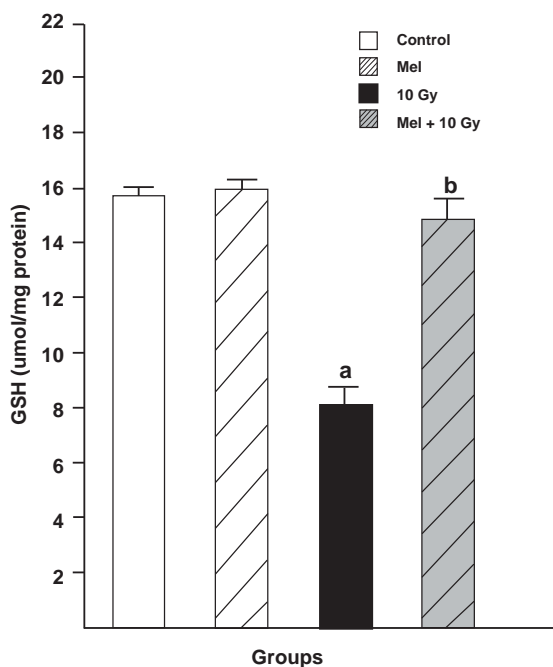 22
20
18
16
14
12
10
8
6
4
2
GSH (umol/mg protein)
Control
Mel
10 Gy
Mel + 10 Gy
a
b
Groups